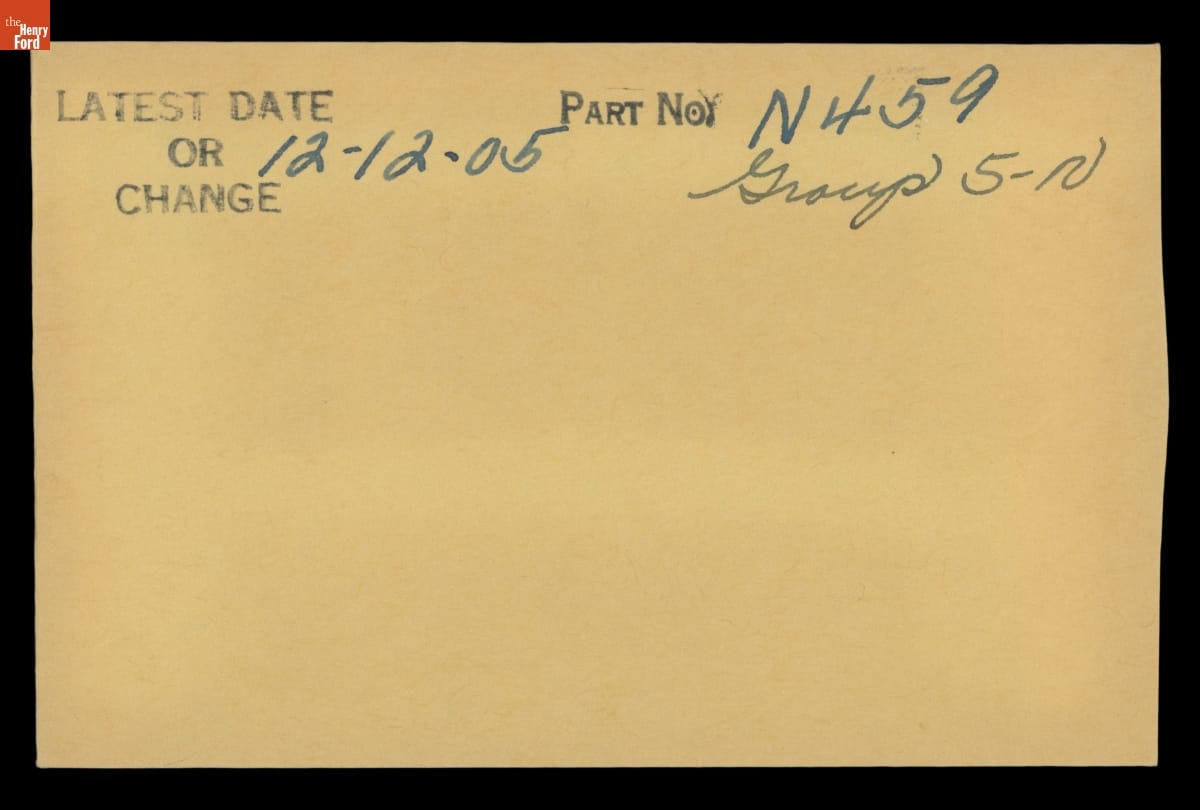 the
Henry
Ford
LATEST DATE
OR 12-12-05
CHANGE
PART NO. N459
Group 5-N